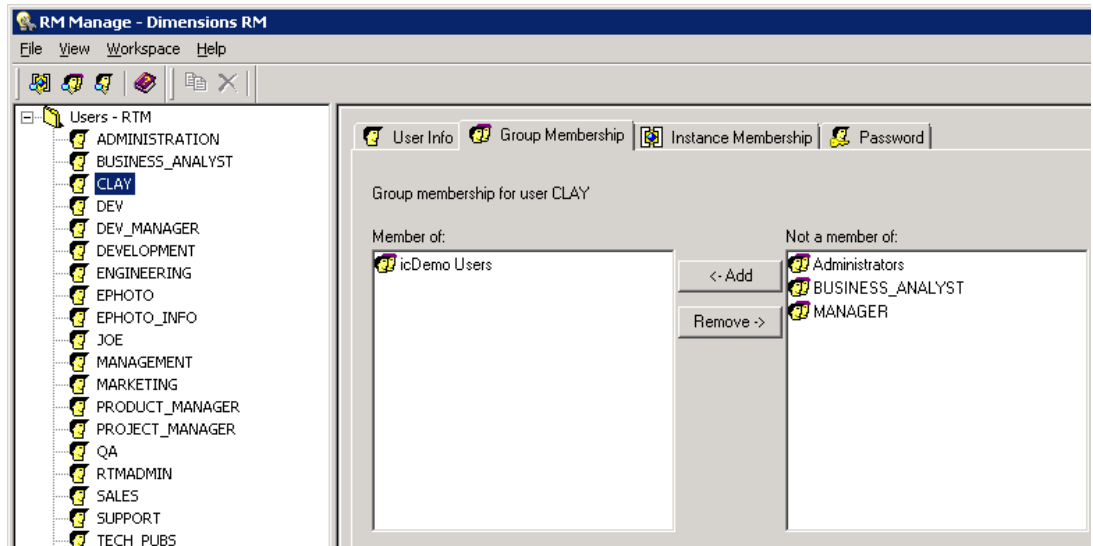 RM Manage - Dimensions RM
File View Workspace Help
Users - RTM
ADMINISTRATION
BUSINESS_ANALYST
CLAY
DEV
DEV_MANAGER
DEVELOPMENT
ENGINEERING
EPHOTO
EPHOTO_INFO
JOE
MANAGEMENT
MARKETING
PRODUCT_MANAGER
PROJECT_MANAGER
QA
RTMADMIN
SALES
SUPPORT
TECH_PUBS
User Info Group Membership Instance Membership Password
Group membership for user CLAY
Member of:
icDemo Users
<- Add
Remove ->
Not a member of:
Administrators
BUSINESS_ANALYST
MANAGER